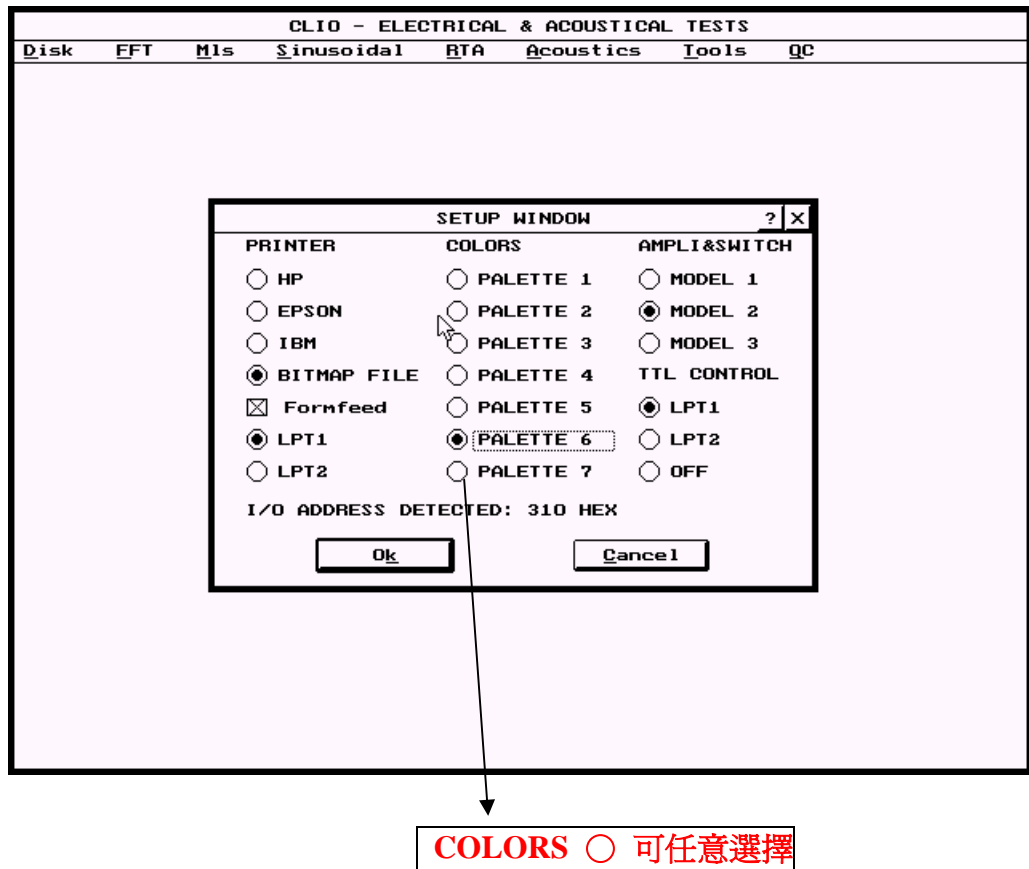 CLIO - ELECTRICAL & ACOUSTICAL TESTS
Disk FFT Mls Sinusoidal RTA Acoustics Tools QC
SETUP WINDOW ? X
PRINTER COLORS AMPLI&SWITCH
HP PALETTE 1 MODEL 1
EPSON PALETTE 2 MODEL 2
IBM PALETTE 3 MODEL 3
BITMAP FILE PALETTE 4 TTL CONTROL
Formfeed PALETTE 5 LPT1
LPT1 PALETTE 6 LPT2
LPT2 PALETTE 7 OFF
I/O ADDRESS DETECTED: 310 HEX
Ok Cancel
COLORS ○ 可任意選擇